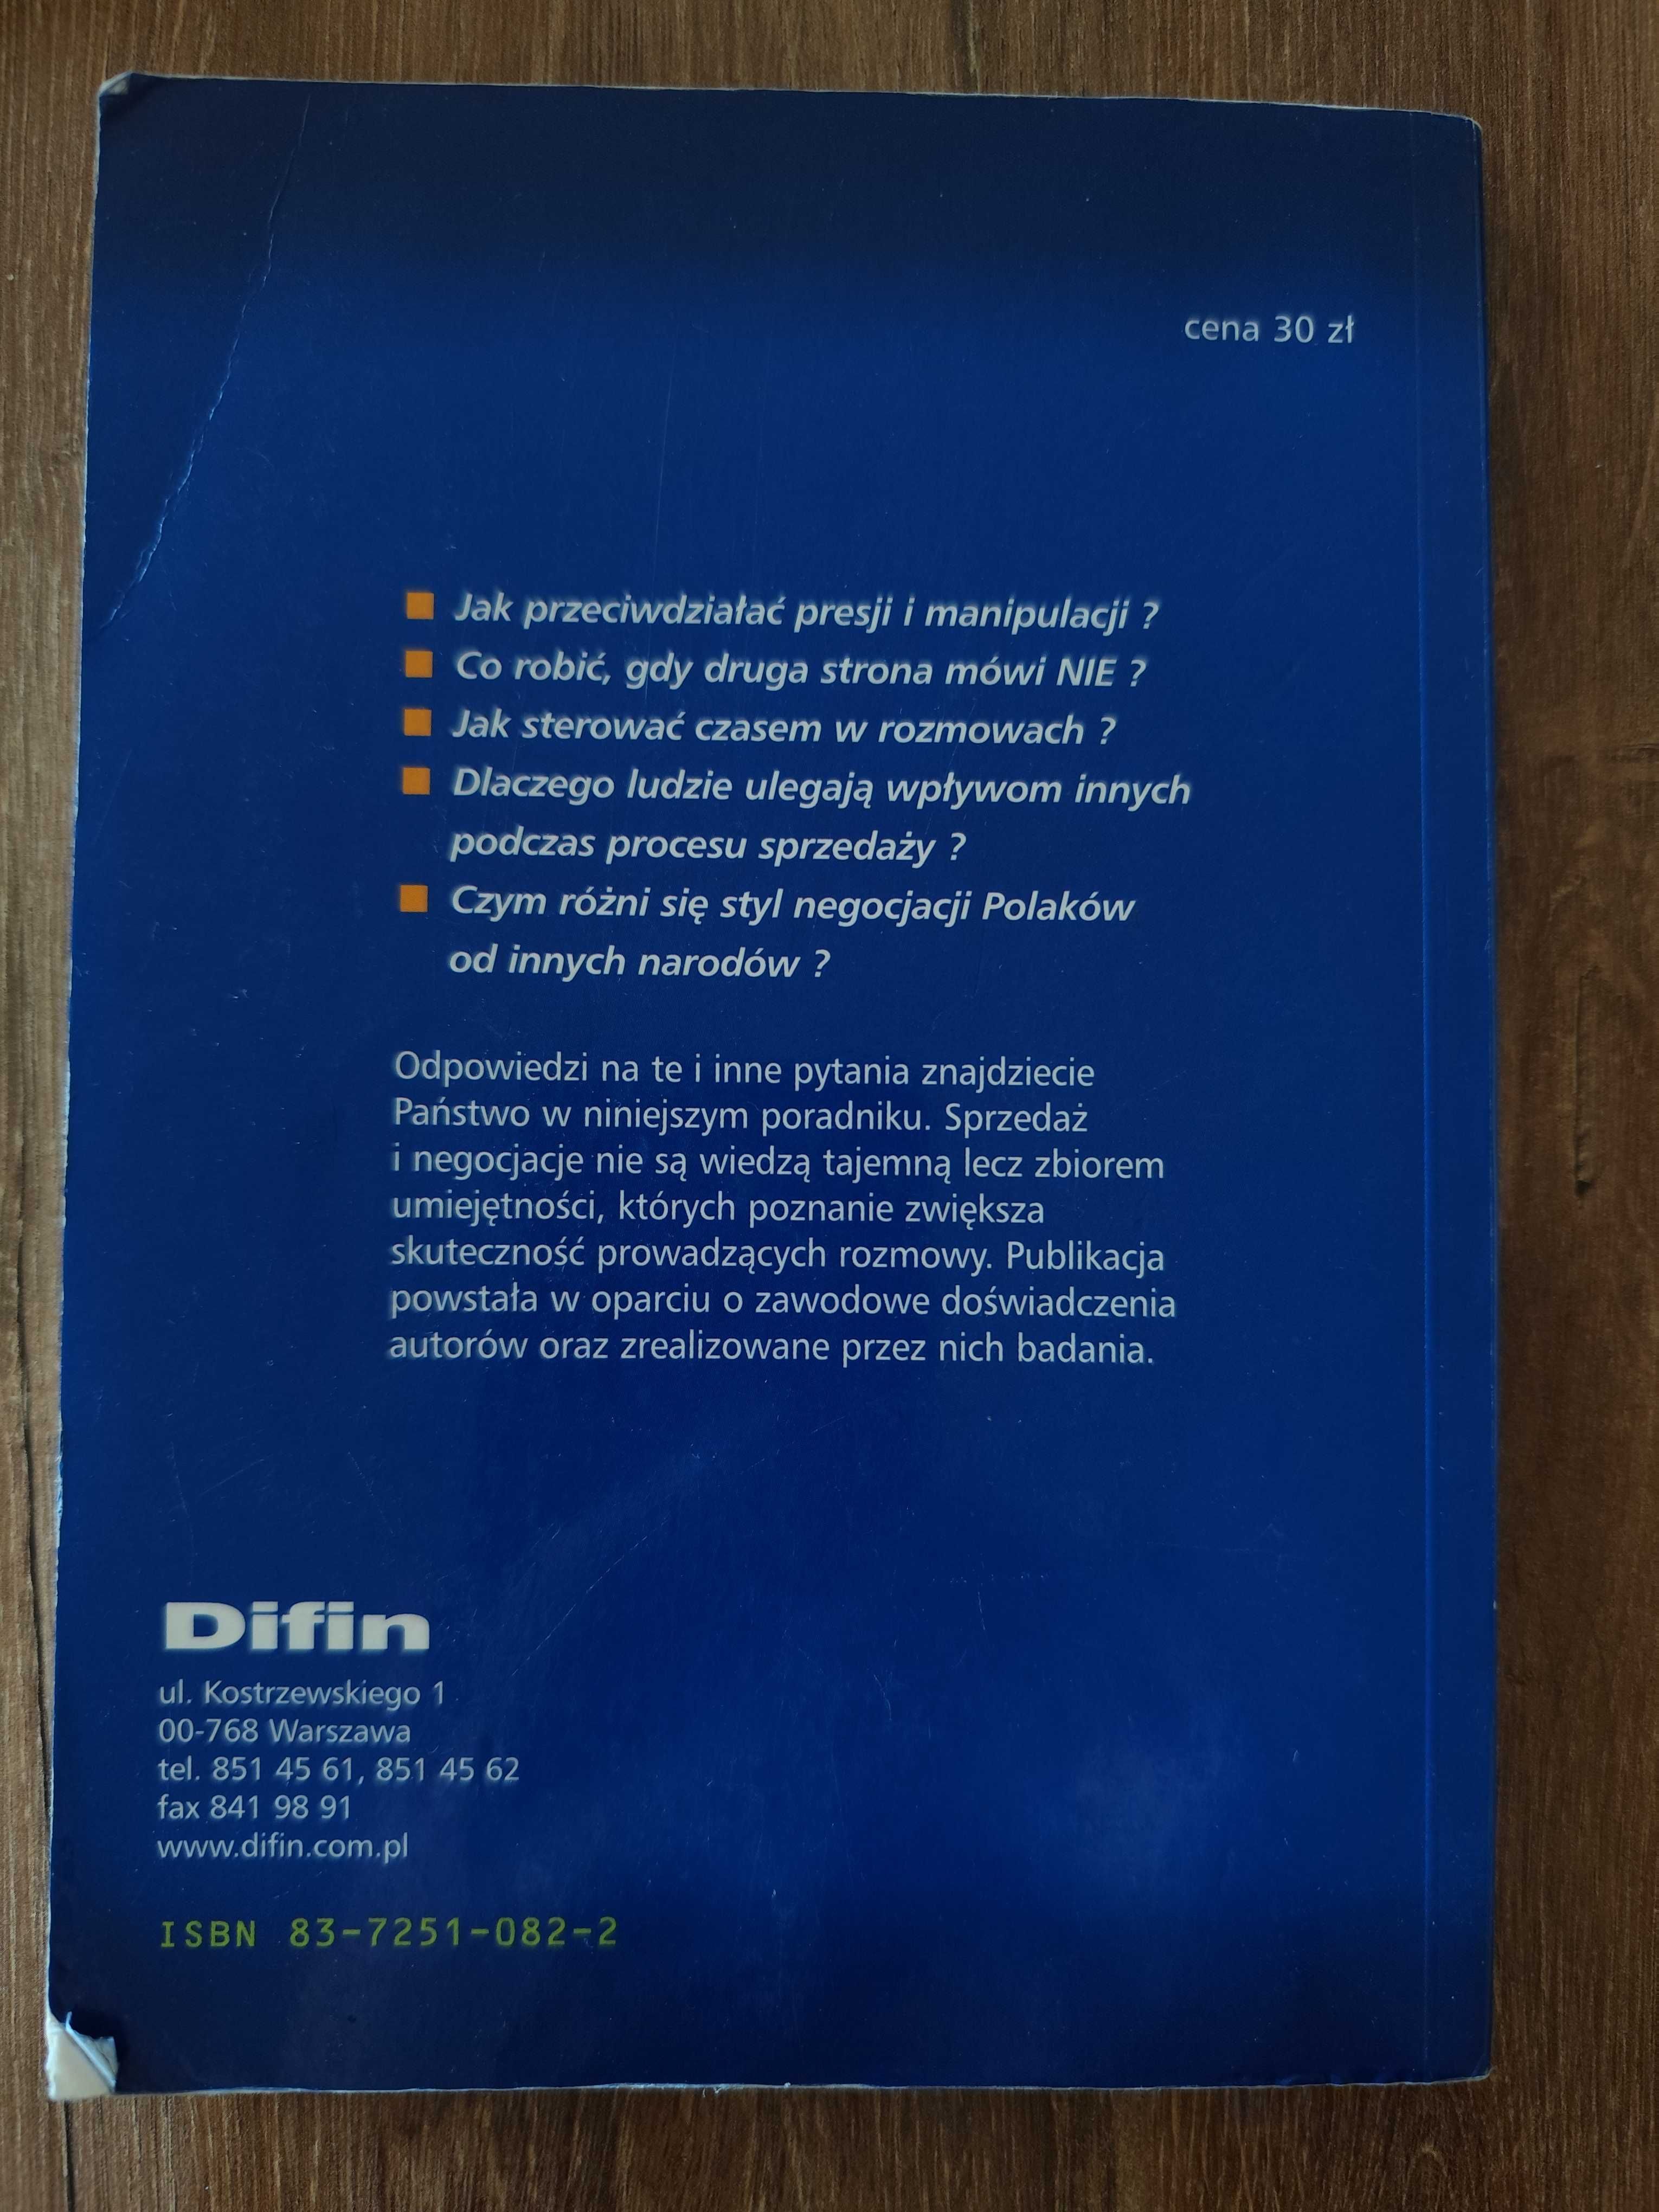 cena 30 zł
Jak przeciwdziałać presji i manipulacji ?
Co robić, gdy druga strona mówi NIE ?
Jak sterować czasem w rozmowach ?
Dlaczego ludzie ulegają wpływom innych
podczas procesu sprzedaży ?
Czym różni się styl negocjacji Polaków
od innych narodów ?
Odpowiedzi na te i inne pytania znajdziecie
Państwo w niniejszym poradniku. Sprzedaż
i negocjacje nie są wiedzą tajemną lecz zbiorem
umiejętności, których poznanie zwiększa
skuteczność prowadzących rozmowy. Publikacja
powstała w oparciu o zawodowe doświadczenia
autorów oraz zrealizowane przez nich badania.
Difin
ul. Kostrzewskiego 1
00-768 Warszawa
tel. 851 45 61, 851 45 62
fax 841 98 91
www.difin.com.pl
ISBN 83-7251-082-2